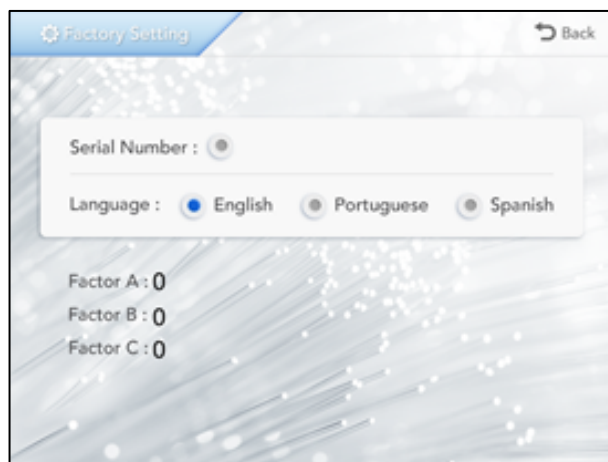 Factory Setting
Back
Serial Number :
Language : English Portuguese Spanish
Factor A : 0
Factor B : 0
Factor C : 0